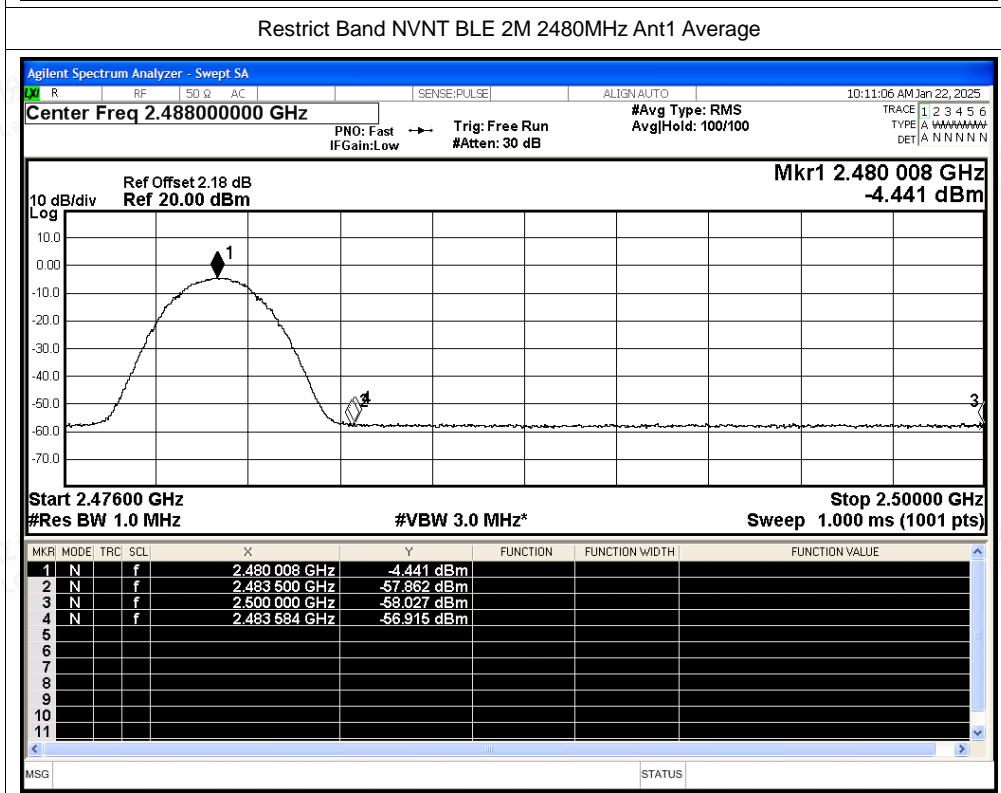 Restrict Band NVNT BLE 2M 2480MHz Ant1 Average
Agilent Spectrum Analyzer - Swept SA
LXI R RF 50 Ω AC SENSE:PULSE ALIGN AUTO 10:11:06 AM Jan 22, 2025
Center Freq 2.488000000 GHz #Avg Type: RMS TRACE 1 2 3 4 5 6
PNO: Fast Trig: Free Run Avg|Hold: 100/100 TYPE A WWWWW
IFGain:Low #Atten: 30 dB DET A N N N N N
Mkr1 2.480 008 GHz
Ref Offset 2.18 dB
10 dB/div Ref 20.00 dBm -4.441 dBm
Log
10.0
0.00
1
-10.0
-20.0
-30.0
-40.0
-50.0
4
3
-60.0
-70.0
Start 2.47600 GHz Stop 2.50000 GHz
#Res BW 1.0 MHz #VBW 3.0 MHz* Sweep 1.000 ms (1001 pts)
MKR MODE TRC SCL X Y FUNCTION FUNCTION WIDTH FUNCTION VALUE
1 N f 2.480 008 GHz -4.441 dBm
2 N f 2.483 500 GHz -57.862 dBm
3 N f 2.500 000 GHz -58.027 dBm
4 N f 2.483 584 GHz -56.915 dBm
5
6
7
8
9
10
11
MSG STATUS